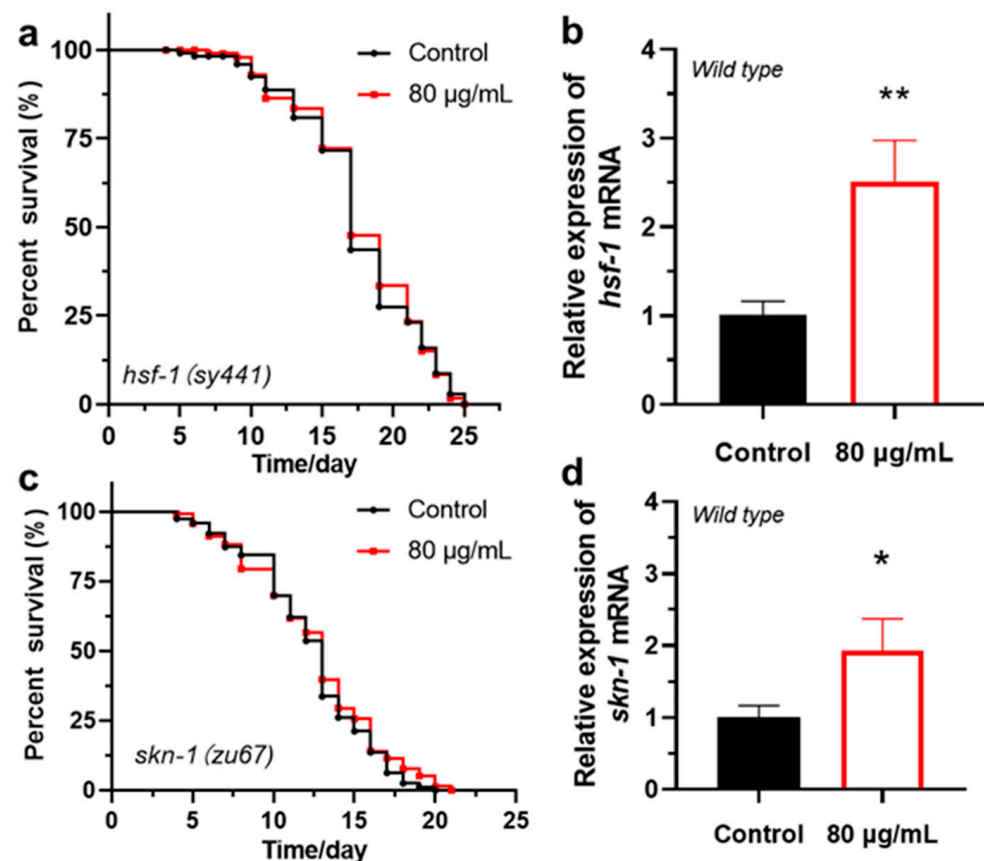 a
Percent survival (%)
100
75
50
25
0
Control
80 μg/mL
hsf-1 (sy441)
0 5 10 15 20 25
Time/day
b
Relative expression of
hsf-1 mRNA
4
3
2
1
0
Wild type
**
Control 80 μg/mL
c
Percent survival (%)
100
75
50
25
0
Control
80 μg/mL
skn-1 (zu67)
0 5 10 15 20 25
Time/day
d
Relative expression of
skn-1 mRNA
4
3
2
1
0
Wild type
*
Control 80 μg/mL